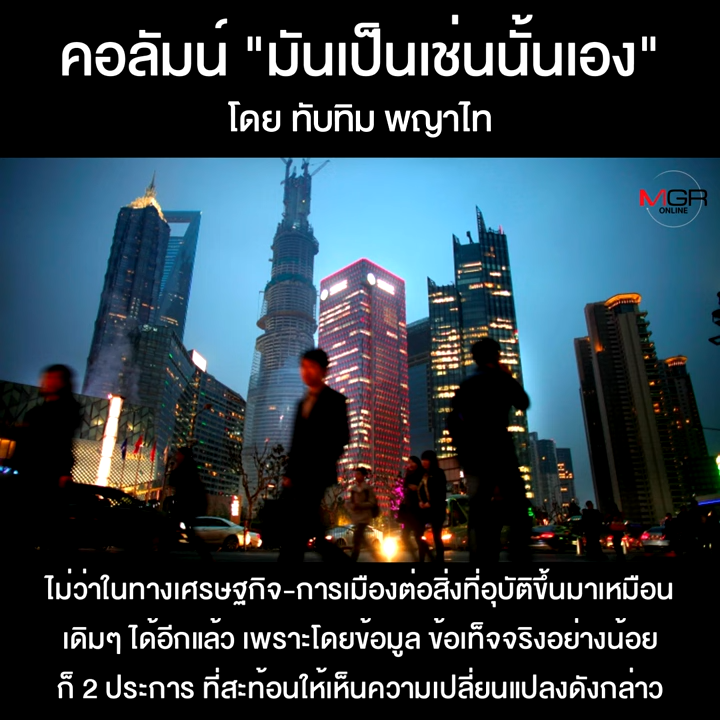 คอลัมน์ "มันเป็นเช่นนั้นเอง"
โดย ทับทิม พญาไท
MGR
ONLINE
ไม่ว่าในทางเศรษฐกิจ-การเมืองต่อสิ่งที่อุบัติขึ้นมาเหมือน
เดิมๆ ได้อีกแล้ว เพราะโดยข้อมูล ข้อเท็จจริงอย่างน้อย
ก็ 2 ประการ ที่สะท้อนให้เห็นความเปลี่ยนแปลงดังกล่าว